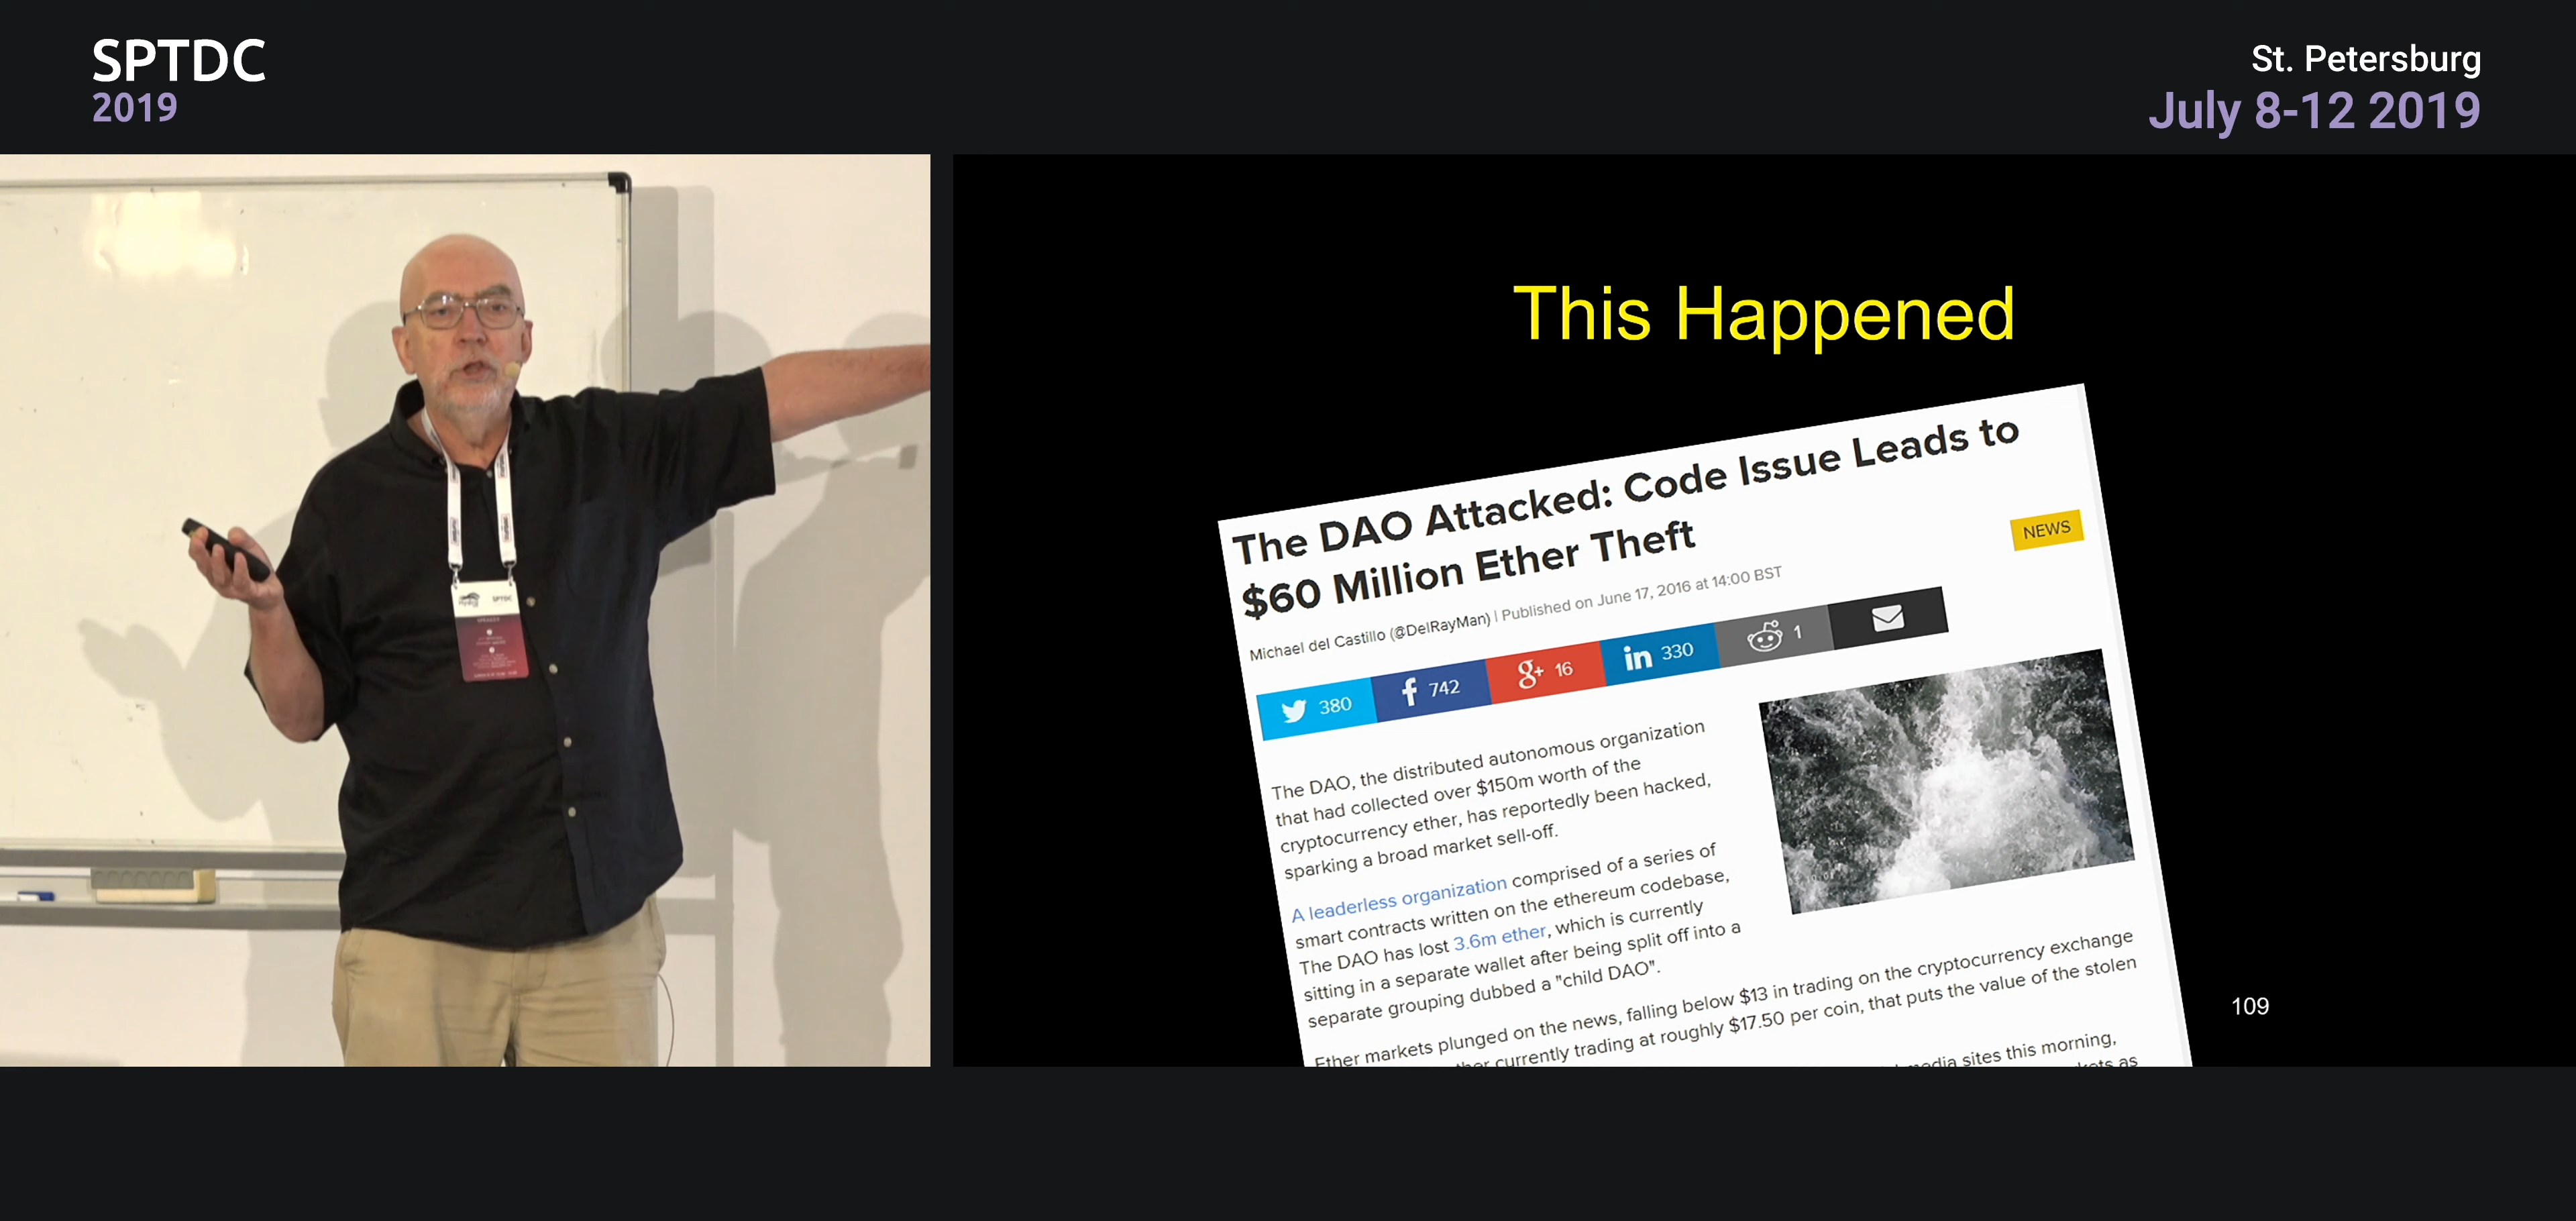 SPTDC
2019
St. Petersburg
July 8-12 2019
SPTDC
SPEAKER
This Happened
The DAO Attacked: Code Issue Leads to
$60 Million Ether Theft
NEWS
Michael del Castillo (@DelRayMan) | Published on June 17, 2016 at 14:00 BST
380
742
g+ 16
in 330
1
The DAO, the distributed autonomous organization
that had collected over $150m worth of the
cryptocurrency ether, has reportedly been hacked,
sparking a broad market sell-off.
A leaderless organization comprised of a series of
smart contracts written on the ethereum codebase,
The DAO has lost 3.6m ether, which is currently
sitting in a separate wallet after being split off into a
separate grouping dubbed a "child DAO".
Ether markets plunged on the news, falling below $13 in trading on the cryptocurrency exchange
currently trading at roughly $17.50 per coin, that puts the value of the stolen
sites this morning,
as
109